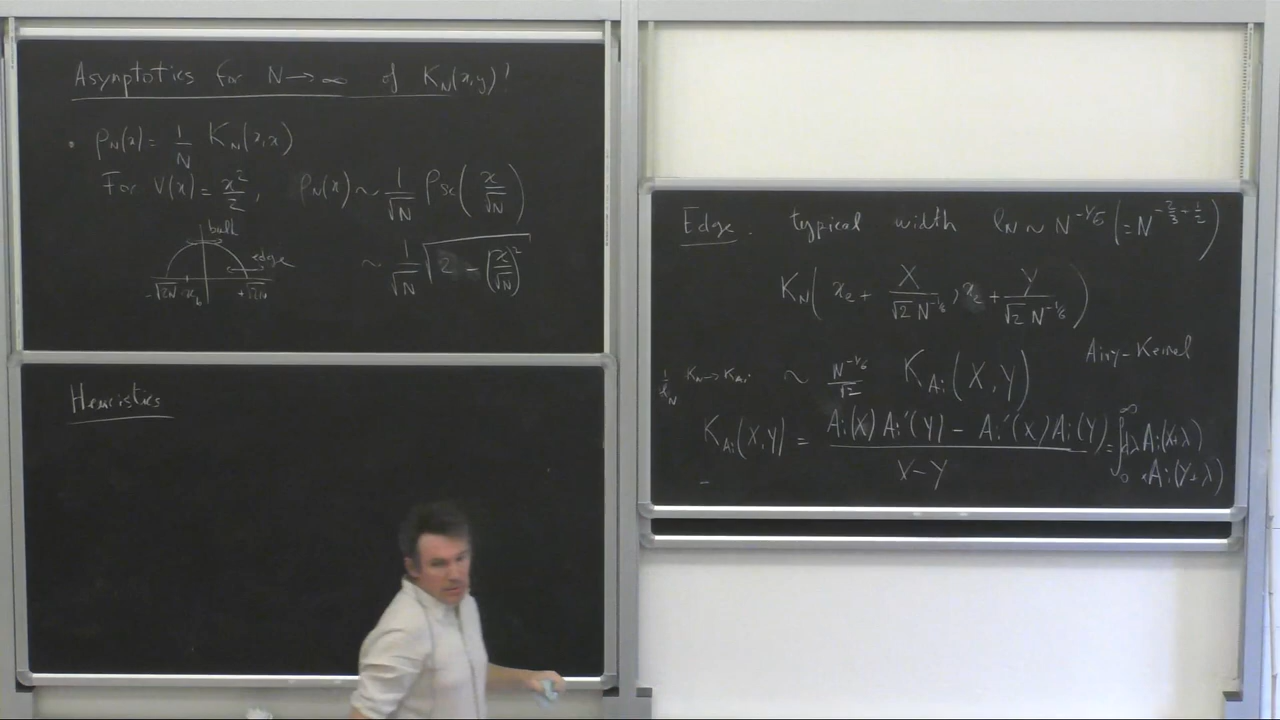 Asymptotics for N → ∞ of K_N(x,y)!
• ρ_N(x) = 1/N K_N(x,x)
For V(x) = x²/2, ρ_N(x) ~ 1/√N ρ_sc(x/√N)
bulk
edge
~ 1/√N √(2 - (x/√N)²)
-√2N x_b +√2N
Heuristics
Edge. typical width ℓ_N ~ N^{-1/6} (= N^{-2/3+1/2})
K_N(x_e + X/(√2 N^{-1/6}), x_e + Y/(√2 N^{-1/6}))
Airy-Kernel
1/ℓ_N K_N → K_Ai. ~ N^{-1/6}/√2 K_Ai(X,Y)
K_Ai(X,Y) = (Ai(X)Ai'(Y) - Ai'(X)Ai(Y))/(X-Y) = ∫_0^∞ dλ Ai(X+λ)
Ai(Y+λ)